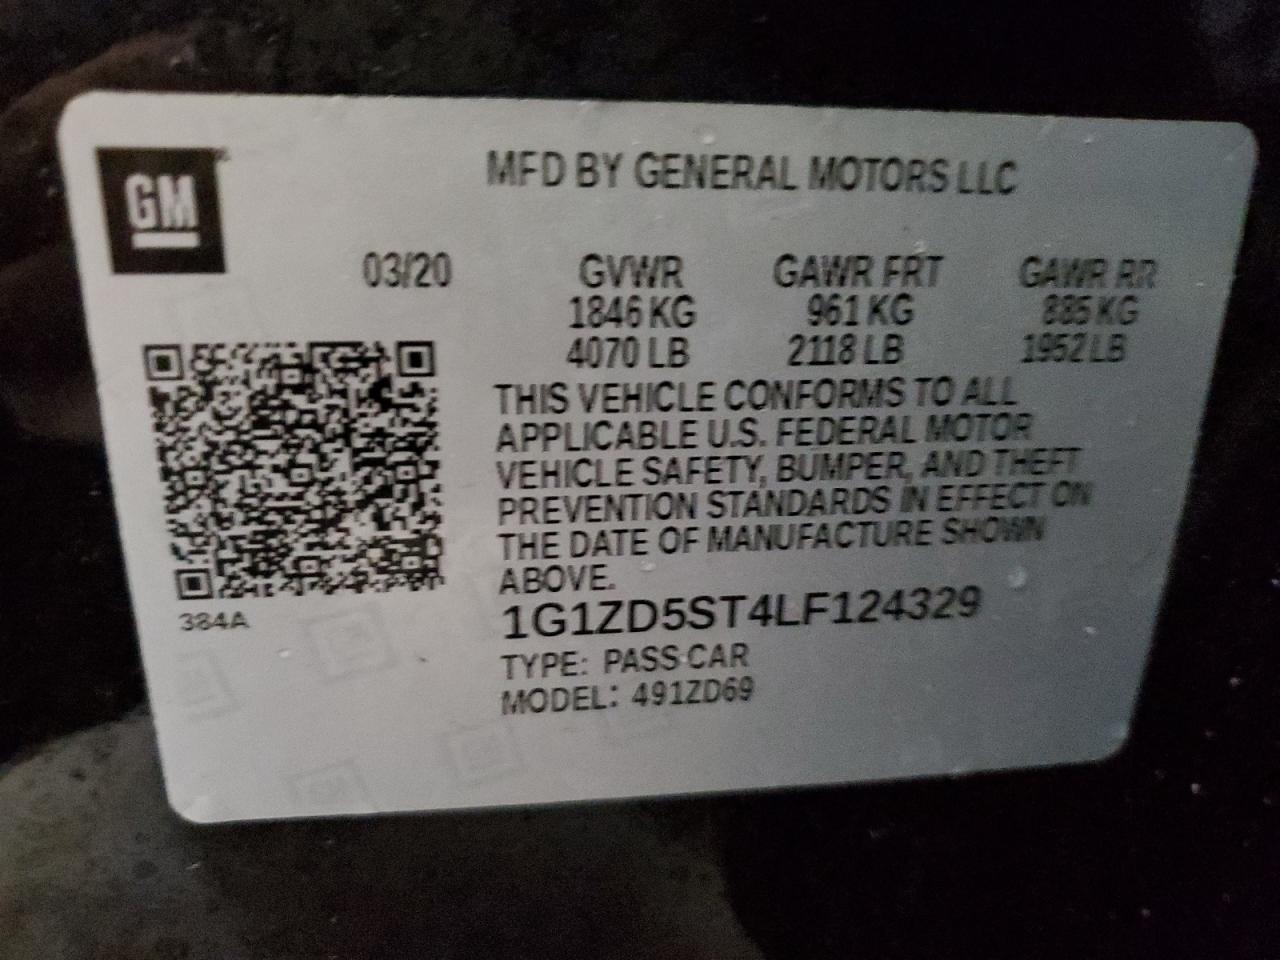 GM
MFD BY GENERAL MOTORS LLC
03/20 GVWR GAWR FRT GAWR RR
1846 KG 961 KG 885 KG
4070 LB 2118 LB 1952 LB
THIS VEHICLE CONFORMS TO ALL
APPLICABLE U.S. FEDERAL MOTOR
VEHICLE SAFETY, BUMPER, AND THEFT
PREVENTION STANDARDS IN EFFECT ON
THE DATE OF MANUFACTURE SHOWN
ABOVE.
384A
1G1ZD5ST4LF124329
TYPE: PASS CAR
MODEL: 491ZD69